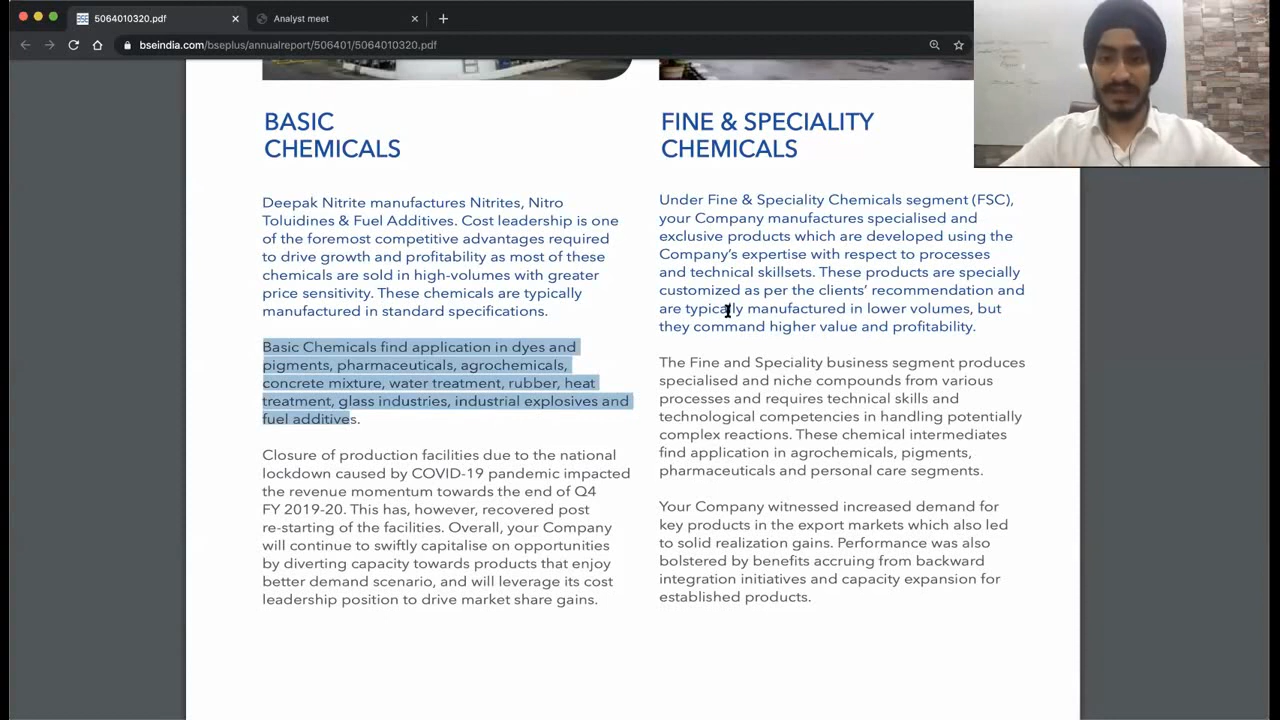 5064010320.pdf
Analyst meet
bseindia.com/bseplus/annualreport/506401/5064010320.pdf
BASIC
CHEMICALS
Deepak Nitrite manufactures Nitrites, Nitro
Toluidines & Fuel Additives. Cost leadership is one
of the foremost competitive advantages required
to drive growth and profitability as most of these
chemicals are sold in high-volumes with greater
price sensitivity. These chemicals are typically
manufactured in standard specifications.
Basic Chemicals find application in dyes and
pigments, pharmaceuticals, agrochemicals,
concrete mixture, water treatment, rubber, heat
treatment, glass industries, industrial explosives and
fuel additives.
Closure of production facilities due to the national
lockdown caused by COVID-19 pandemic impacted
the revenue momentum towards the end of Q4
FY 2019-20. This has, however, recovered post
re-starting of the facilities. Overall, your Company
will continue to swiftly capitalise on opportunities
by diverting capacity towards products that enjoy
better demand scenario, and will leverage its cost
leadership position to drive market share gains.
FINE & SPECIALITY
CHEMICALS
Under Fine & Speciality Chemicals segment (FSC),
your Company manufactures specialised and
exclusive products which are developed using the
Company's expertise with respect to processes
and technical skillsets. These products are specially
customized as per the clients' recommendation and
are typically manufactured in lower volumes, but
they command higher value and profitability.
The Fine and Speciality business segment produces
specialised and niche compounds from various
processes and requires technical skills and
technological competencies in handling potentially
complex reactions. These chemical intermediates
find application in agrochemicals, pigments,
pharmaceuticals and personal care segments.
Your Company witnessed increased demand for
key products in the export markets which also led
to solid realization gains. Performance was also
bolstered by benefits accruing from backward
integration initiatives and capacity expansion for
established products.